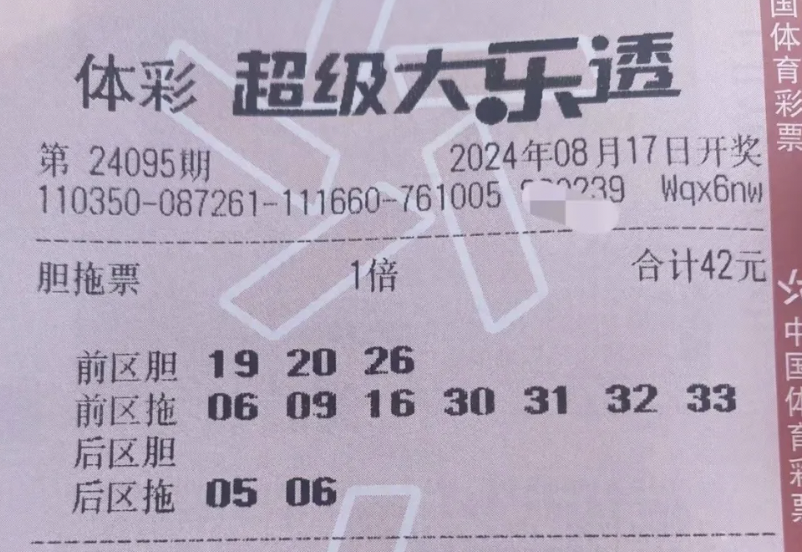 体彩 超级大乐透
第 24095期 2024年08月17日开奖
110350-087261-111660-761005 239 Wqx6nw
胆拖票 1倍 合计42元
前区胆 19 20 26
前区拖 06 09 16 30 31 32 33
后区胆
后区拖 05 06
国体育彩票
中国体育彩票